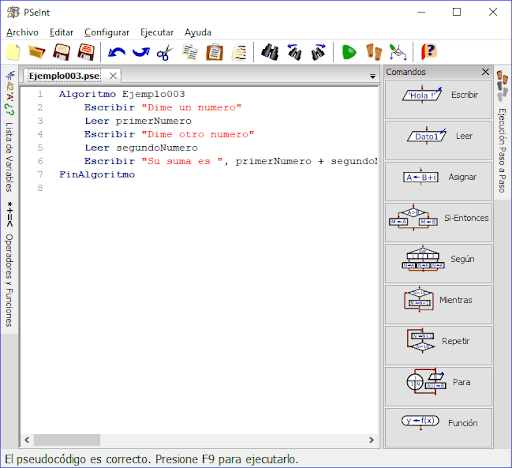 PSeInt
Archivo Editar Configurar Ejecutar Ayuda
Ejemplo003.pse
1 Algoritmo Ejemplo003
2 Escribir "Dime un numero"
3 Leer primerNumero
4 Escribir "Dime otro numero"
5 Leer segundoNumero
6 Escribir "Su suma es ", primerNumero + segundoN
7 FinAlgoritmo
8
Lista de Variables
*+=< Operadores y Funciones
Comandos
'Hola !' Escribir
Dato1 Leer
A←B+1 Asignar
A>B Si-Entonces
Según
Mientras
Repetir
Para
y←f(x) Función
Ejecución Paso a Paso
El pseudocódigo es correcto. Presione F9 para ejecutarlo.